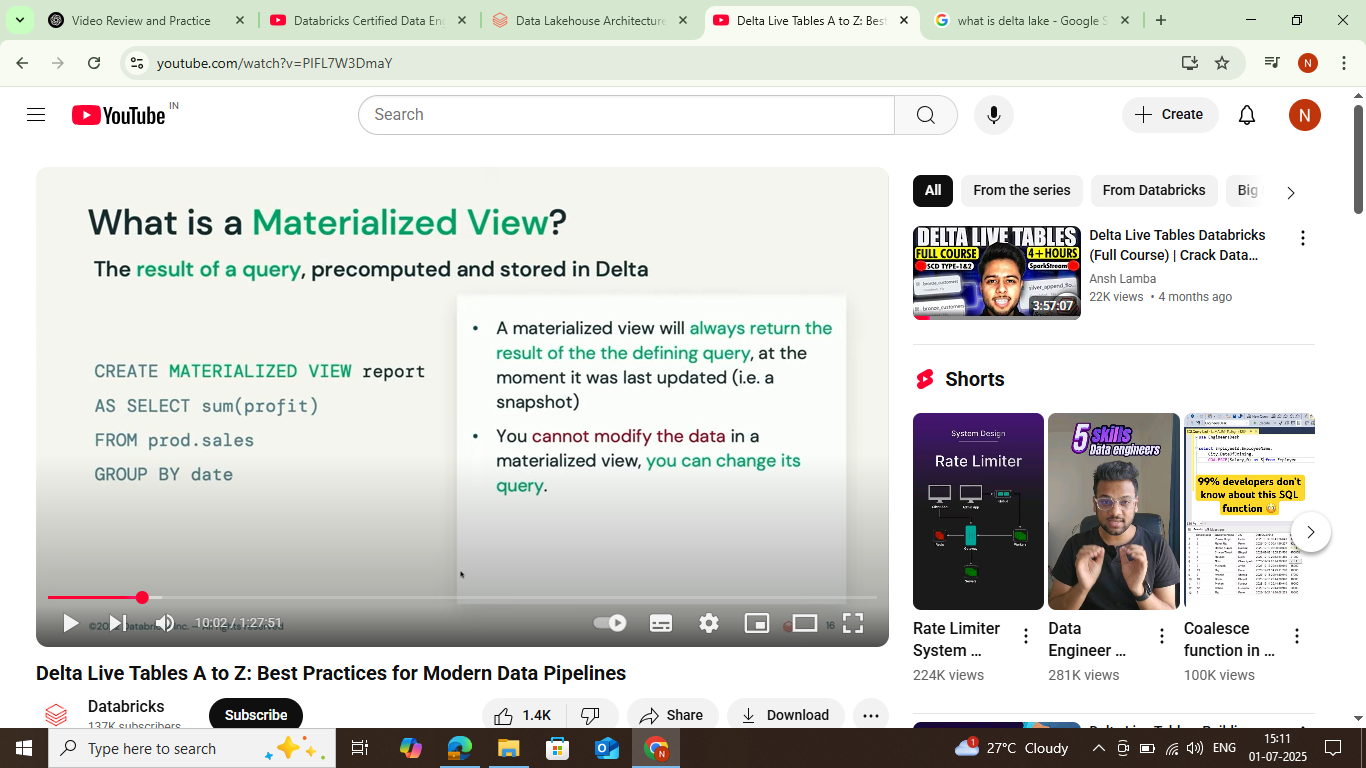 Video Review and Practice
Databricks Certified Data En
Data Lakehouse Architecture
Delta Live Tables A to Z: Best
what is delta lake - Google S
youtube.com/watch?v=PIFL7W3DmaY
N
YouTube IN
Search
Create
N
What is a Materialized View?
The result of a query, precomputed and stored in Delta
CREATE MATERIALIZED VIEW report
AS SELECT sum(profit)
FROM prod.sales
GROUP BY date
• A materialized view will always return the
result of the the defining query, at the
moment it was last updated (i.e. a
snapshot)
• You cannot modify the data in a
materialized view, you can change its
query.
10:02 / 1:27:51
16
Delta Live Tables A to Z: Best Practices for Modern Data Pipelines
Databricks
137K subscribers
Subscribe
1.4K
Share
Download
All
From the series
From Databricks
Big
DELTA LIVE TABLES
FULL COURSE
4+HOURS
SCD TYPE-1&2
SparkStream
bronze_customers
3:57:07
Delta Live Tables Databricks
(Full Course) | Crack Data...
Ansh Lamba
22K views • 4 months ago
Shorts
System Design
Rate Limiter
5 skills
Data engineers
99% developers don't
know about this SQL
function
Rate Limiter
System ...
224K views
Data
Engineer ...
281K views
Coalesce
function in ...
100K views
Type here to search
27°C Cloudy
ENG
15:11
01-07-2025